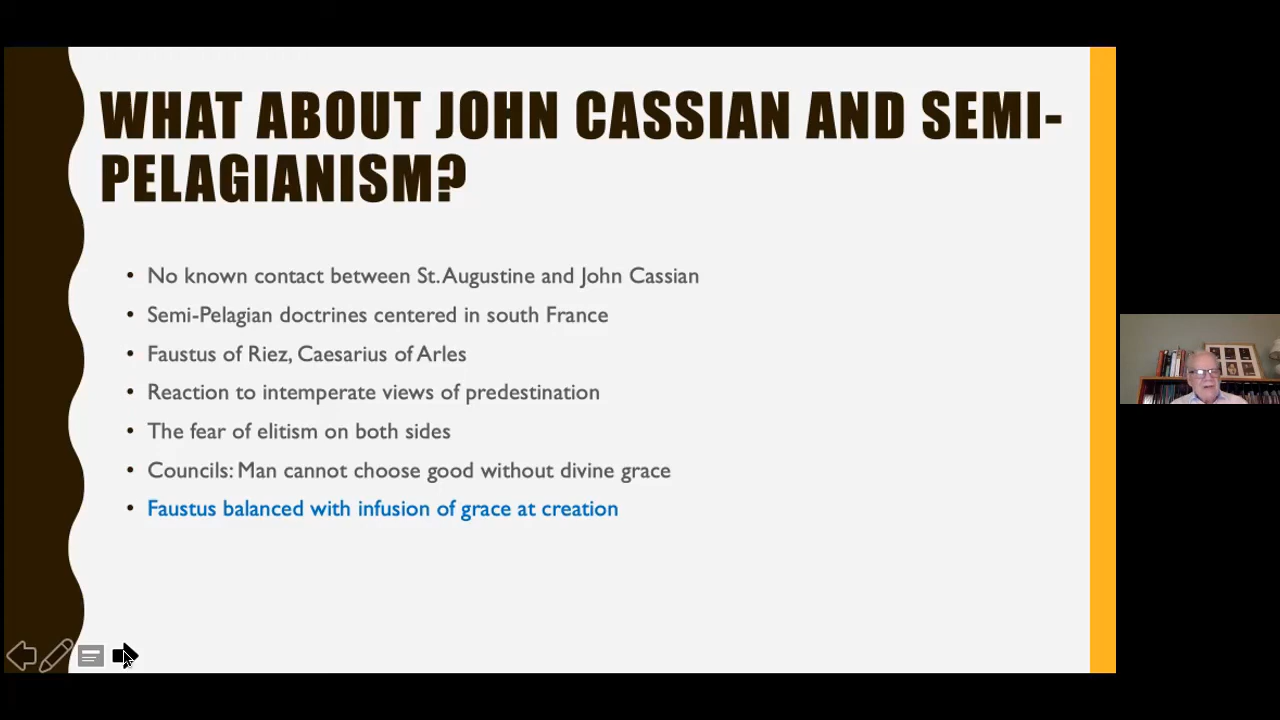 WHAT ABOUT JOHN CASSIAN AND SEMI-
PELAGIANISM?
• No known contact between St. Augustine and John Cassian
• Semi-Pelagian doctrines centered in south France
• Faustus of Riez, Caesarius of Arles
• Reaction to intemperate views of predestination
• The fear of elitism on both sides
• Councils: Man cannot choose good without divine grace
• Faustus balanced with infusion of grace at creation